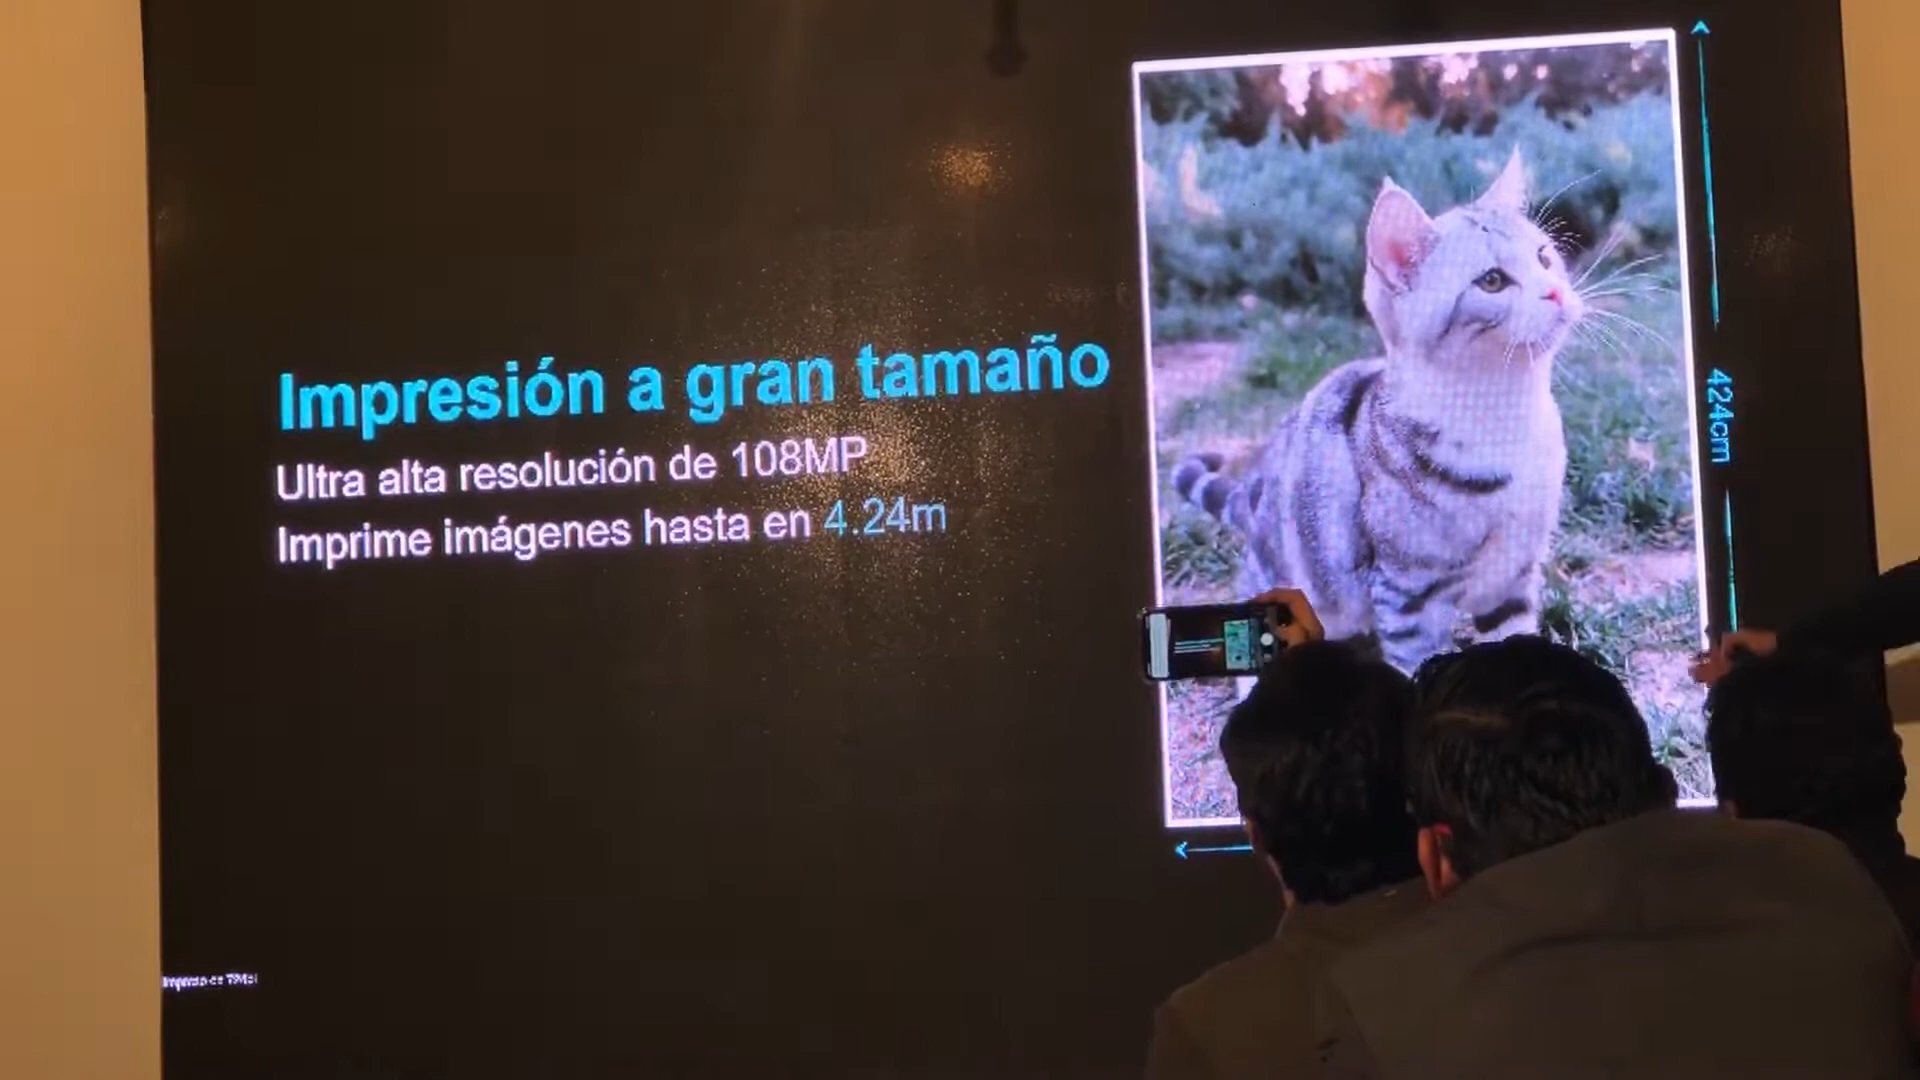 Impresión a gran tamaño
Ultra alta resolución de 108MP
Imprime imágenes hasta en 4.24m
424cm